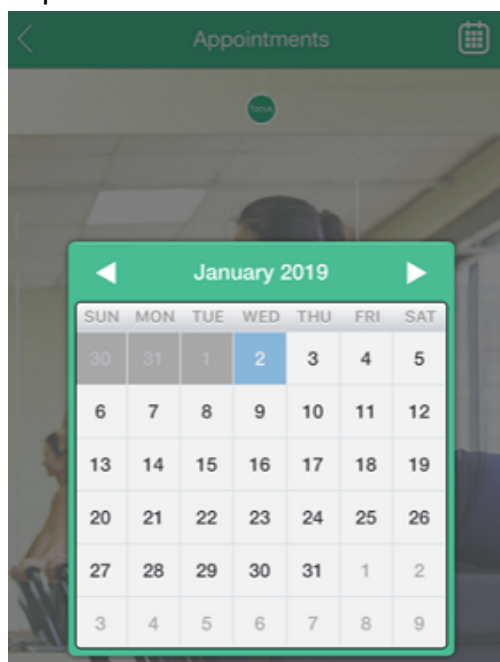 Appointments
focus
January 2019
SUN MON TUE WED THU FRI SAT
30 31 1 2 3 4 5
6 7 8 9 10 11 12
13 14 15 16 17 18 19
20 21 22 23 24 25 26
27 28 29 30 31 1 2
3 4 5 6 7 8 9